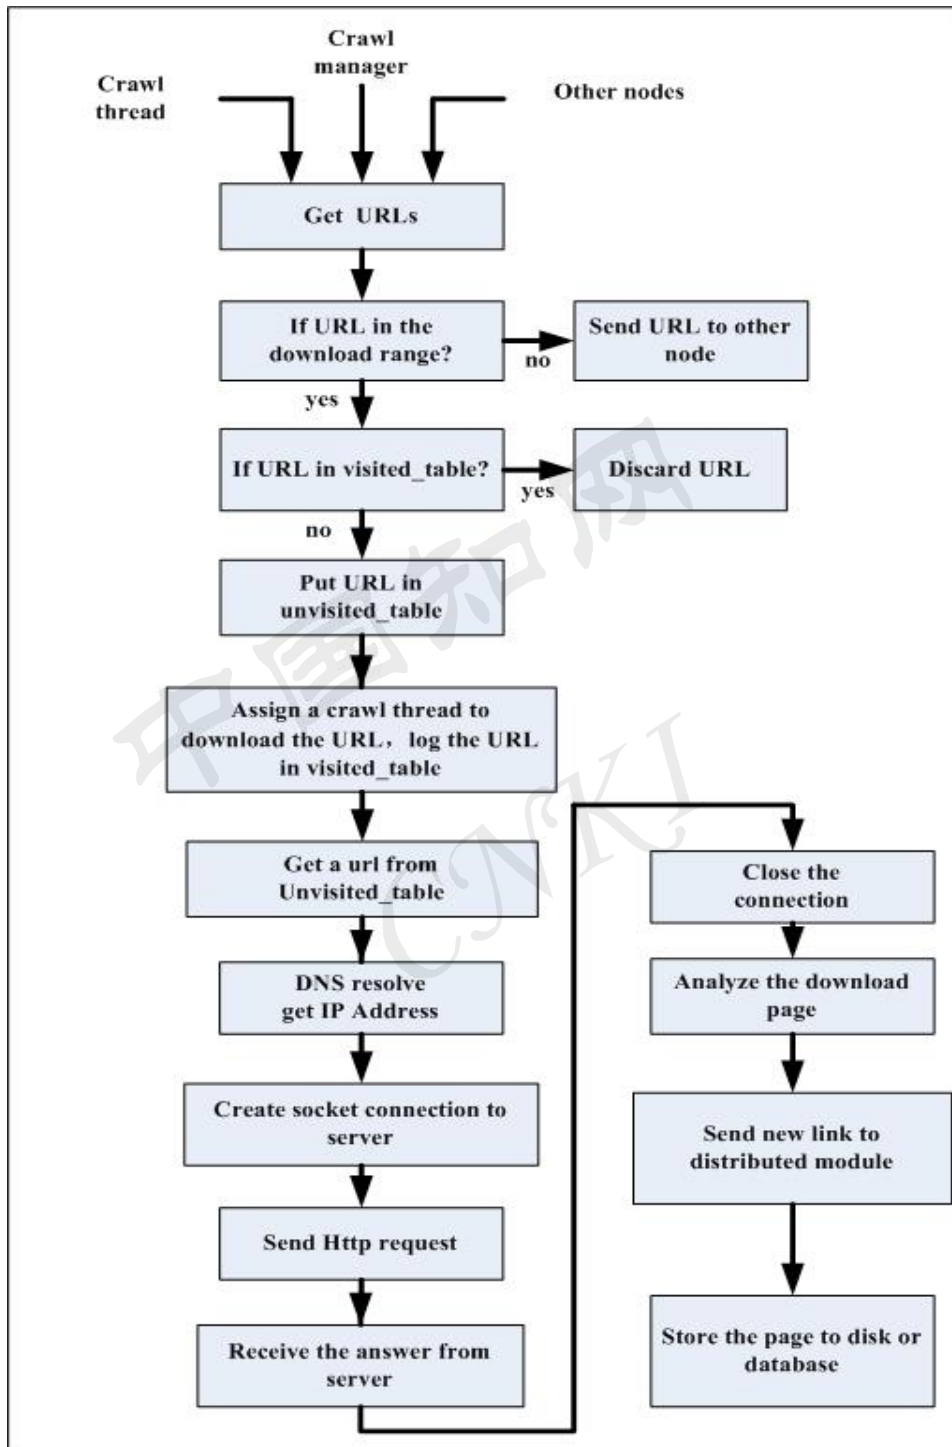 Crawl
manager
Crawl
thread
Other nodes
Get URLs
If URL in the
download range?
no
Send URL to other
node
yes
If URL in visited_table?
yes
Discard URL
no
Put URL in
unvisited_table
Assign a crawl thread to
download the URL，log the URL
in visited_table
Get a url from
Unvisited_table
DNS resolve
get IP Address
Create socket connection to
server
Send Http request
Receive the answer from
server
Close the
connection
Analyze the download
page
Send new link to
distributed module
Store the page to disk or
database
中国知网
CNKI